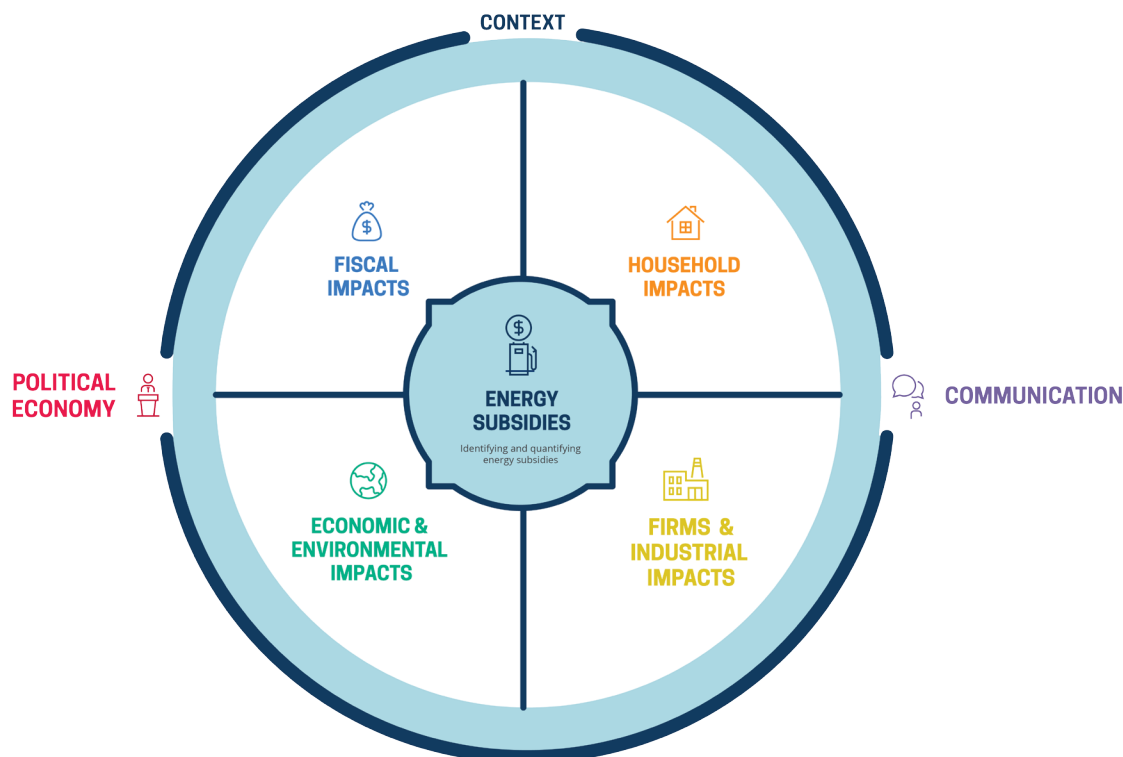 CONTEXT
FISCAL
IMPACTS
HOUSEHOLD
IMPACTS
POLITICAL
ECONOMY
ENERGY
SUBSIDIES
Identifying and quantifying
energy subsidies
COMMUNICATION
ECONOMIC &
ENVIRONMENTAL
IMPACTS
FIRMS &
INDUSTRIAL
IMPACTS